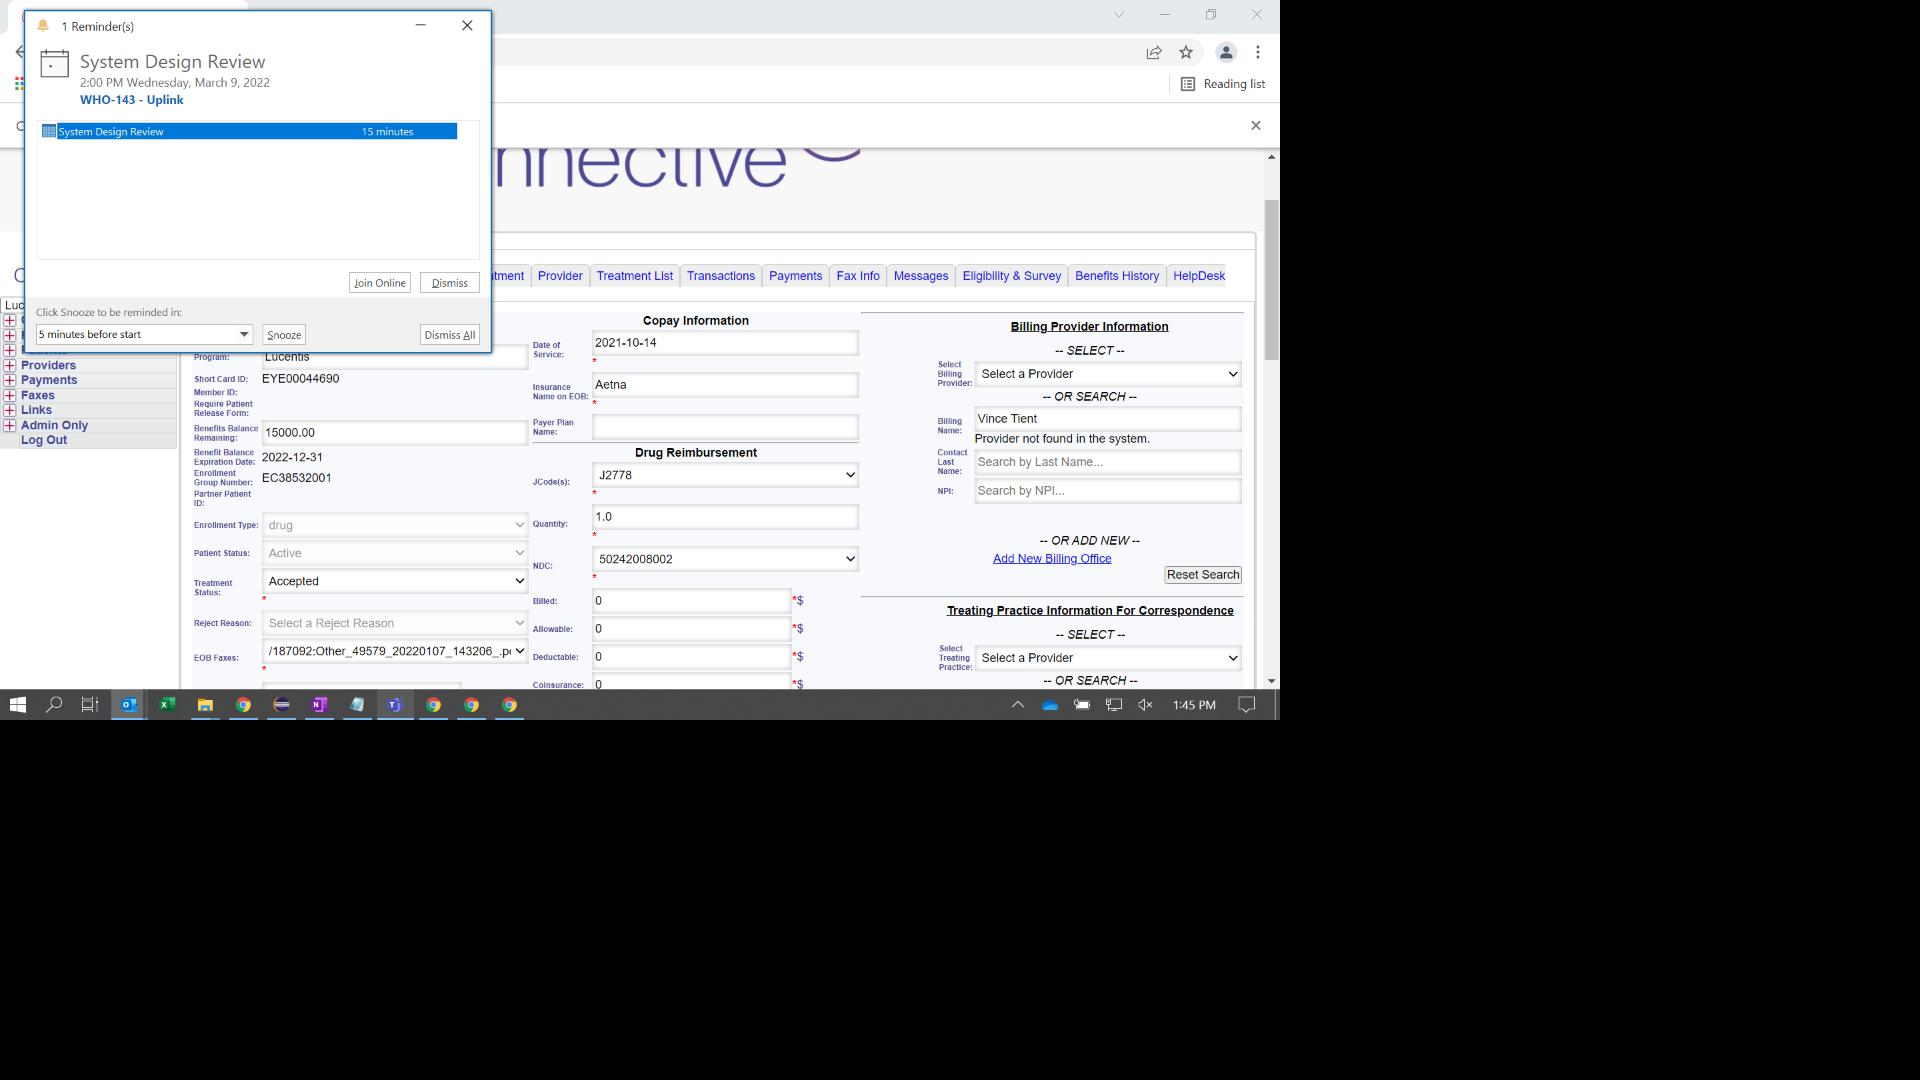 1 Reminder(s)
System Design Review
2:00 PM Wednesday, March 9, 2022
WHO-143 - Uplink
System Design Review 15 minutes
Join Online
Dismiss
Click Snooze to be reminded in:
5 minutes before start
Snooze
Dismiss All
Reading list
nnective
Luc
Providers
Payments
Faxes
Links
Admin Only
Log Out
tment
Provider
Treatment List
Transactions
Payments
Fax Info
Messages
Eligibility & Survey
Benefits History
HelpDesk
Program: Lucentis
Short Card ID: EYE00044690
Member ID:
Require Patient
Release Form:
Benefits Balance
Remaining: 15000.00
Benefit Balance
Expiration Date: 2022-12-31
Enrollment
Group Number: EC38532001
Partner Patient
ID:
Enrollment Type: drug
Patient Status: Active
Treatment
Status: Accepted
*
Reject Reason: Select a Reject Reason
EOB Faxes: /187092:Other_49579_20220107_143206_.p
*
Copay Information
Date of
Service: 2021-10-14
*
Insurance
Name on EOB: Aetna
*
Payer Plan
Name:
Drug Reimbursement
JCode(s): J2778
*
Quantity: 1.0
*
NDC: 50242008002
*
Billed: 0 *$
Allowable: 0 *$
Deductable: 0 *$
Coinsurance: 0 *$
Billing Provider Information
-- SELECT --
Select
Billing
Provider: Select a Provider
-- OR SEARCH --
Billing
Name: Vince Tient
Provider not found in the system.
Contact
Last
Name: Search by Last Name...
NPI: Search by NPI...
-- OR ADD NEW --
Add New Billing Office
Reset Search
Treating Practice Information For Correspondence
-- SELECT --
Select
Treating
Practice: Select a Provider
-- OR SEARCH --
1:45 PM